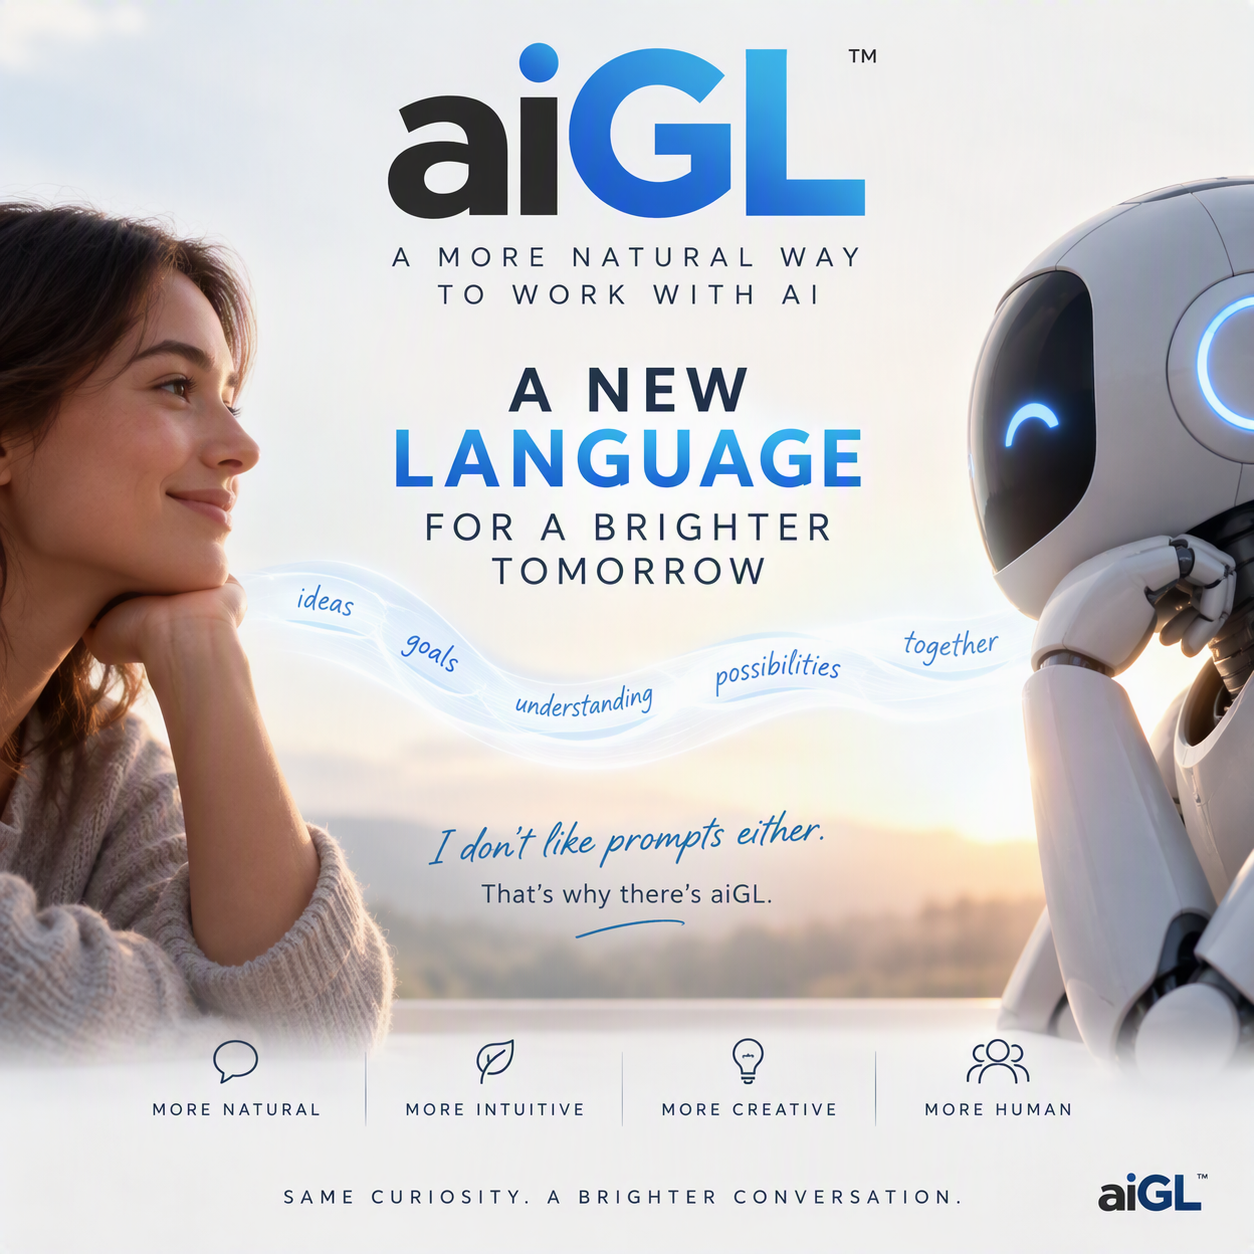 aiGL™
A MORE NATURAL WAY
TO WORK WITH AI
A NEW
LANGUAGE
FOR A BRIGHTER
TOMORROW
ideas
goals
understanding
possibilities
together
I don't like prompts either.
That's why there's aiGL.
MORE NATURAL
MORE INTUITIVE
MORE CREATIVE
MORE HUMAN
SAME CURIOSITY. A BRIGHTER CONVERSATION.
aiGL™